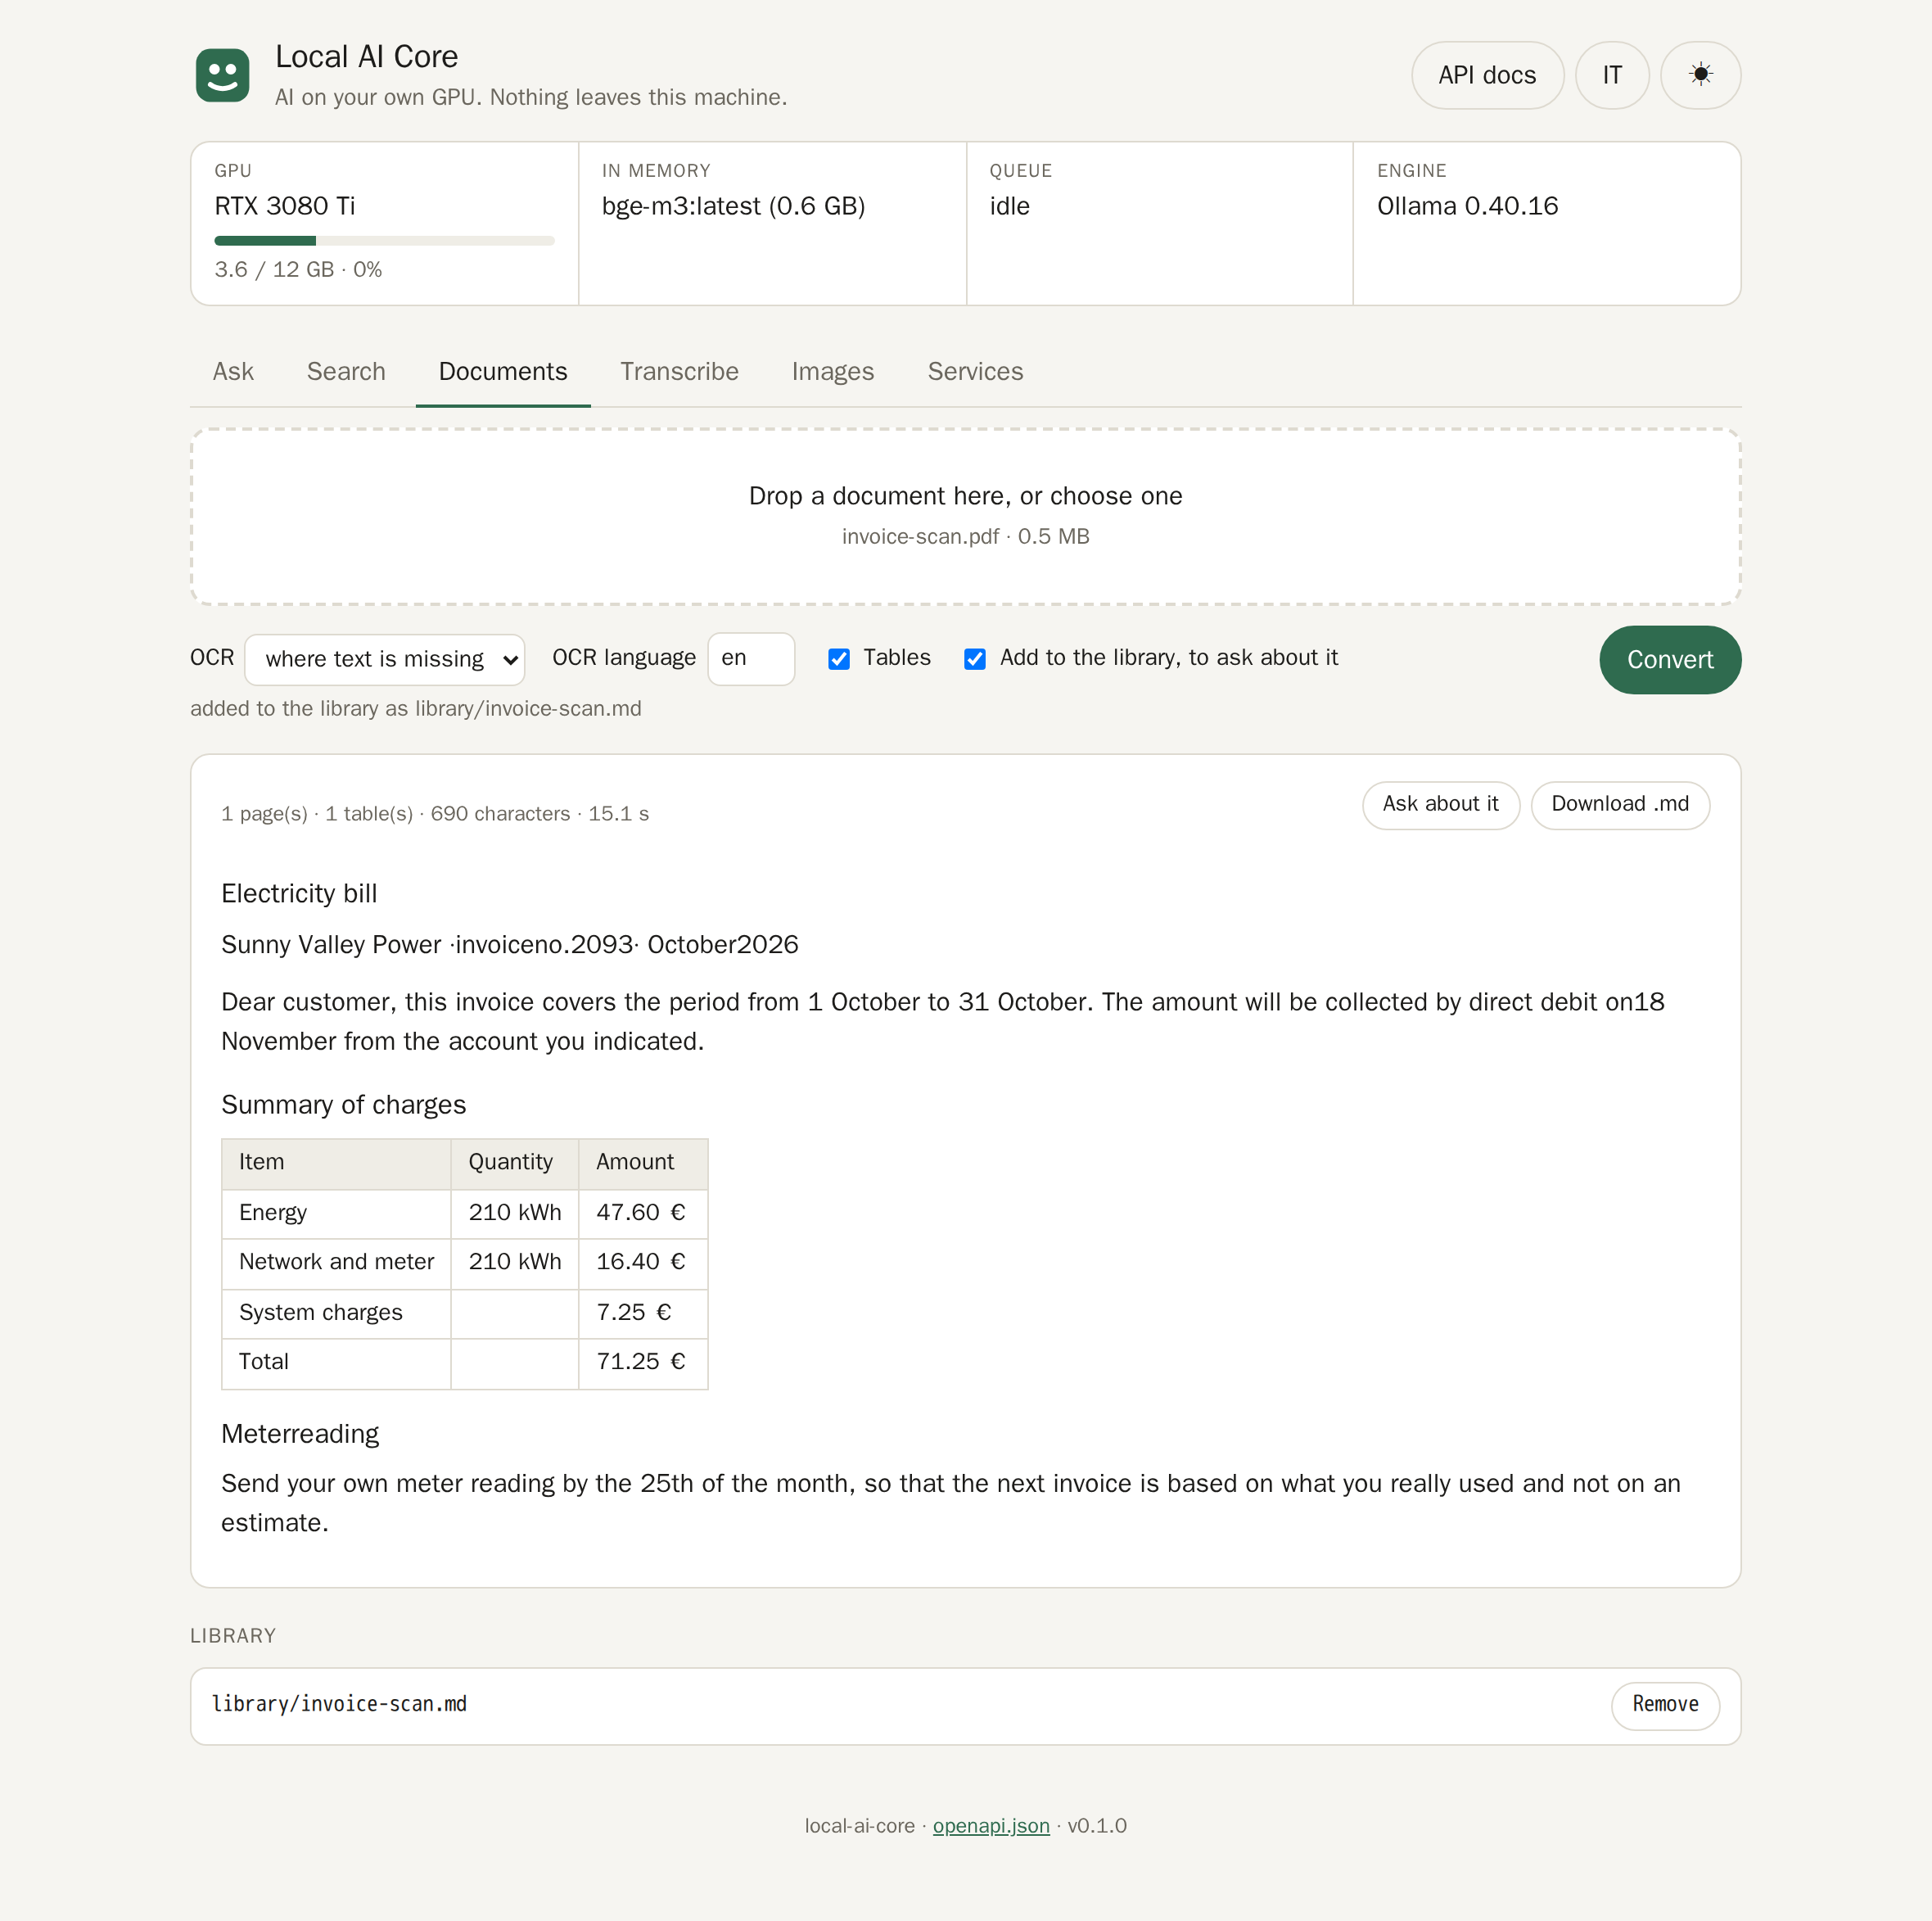 Local AI Core
AI on your own GPU. Nothing leaves this machine.
API docs
IT
GPU
RTX 3080 Ti
3.6 / 12 GB · 0%
IN MEMORY
bge-m3:latest (0.6 GB)
QUEUE
idle
ENGINE
Ollama 0.40.16
Ask Search Documents Transcribe Images Services
Drop a document here, or choose one
invoice-scan.pdf · 0.5 MB
OCR where text is missing OCR language en Tables Add to the library, to ask about it Convert
added to the library as library/invoice-scan.md
1 page(s) · 1 table(s) · 690 characters · 15.1 s
Ask about it
Download .md
Electricity bill
Sunny Valley Power ·invoiceno.2093· October2026
Dear customer, this invoice covers the period from 1 October to 31 October. The amount will be collected by direct debit on18
November from the account you indicated.
Summary of charges
Item Quantity Amount
Energy 210 kWh 47.60 €
Network and meter 210 kWh 16.40 €
System charges 7.25 €
Total 71.25 €
Meterreading
Send your own meter reading by the 25th of the month, so that the next invoice is based on what you really used and not on an
estimate.
LIBRARY
library/invoice-scan.md
Remove
local-ai-core · openapi.json · v0.1.0